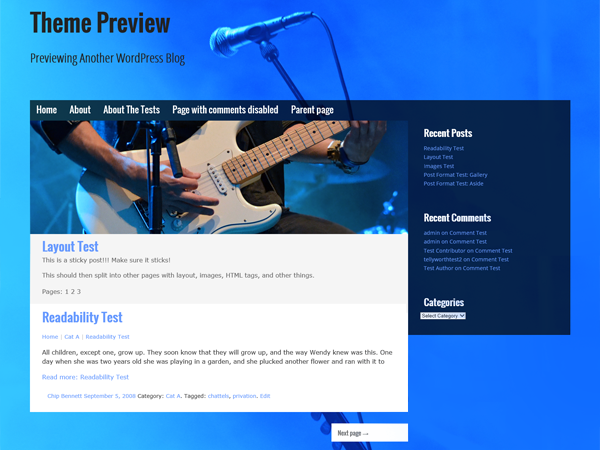 Theme Preview
Previewing Another WordPress Blog
Home About About The Tests Page with comments disabled Parent page
Layout Test
This is a sticky post!!! Make sure it sticks!
This should then split into other pages with layout, images, HTML tags, and other things.
Pages: 1 2 3
Readability Test
Home | Cat A | Readability Test
All children, except one, grow up. They soon know that they will grow up, and the way Wendy knew was this. One
day when she was two years old she was playing in a garden, and she plucked another flower and ran with it to
Read more: Readability Test
Chip Bennett September 5, 2008 Category: Cat A. Tagged: chattels, privation. Edit
Next page →
Recent Posts
Readability Test
Layout Test
Images Test
Post Format Test: Gallery
Post Format Test: Aside
Recent Comments
admin on Comment Test
admin on Comment Test
Test Contributor on Comment Test
tellyworthtest2 on Comment Test
Test Author on Comment Test
Categories
Select Category